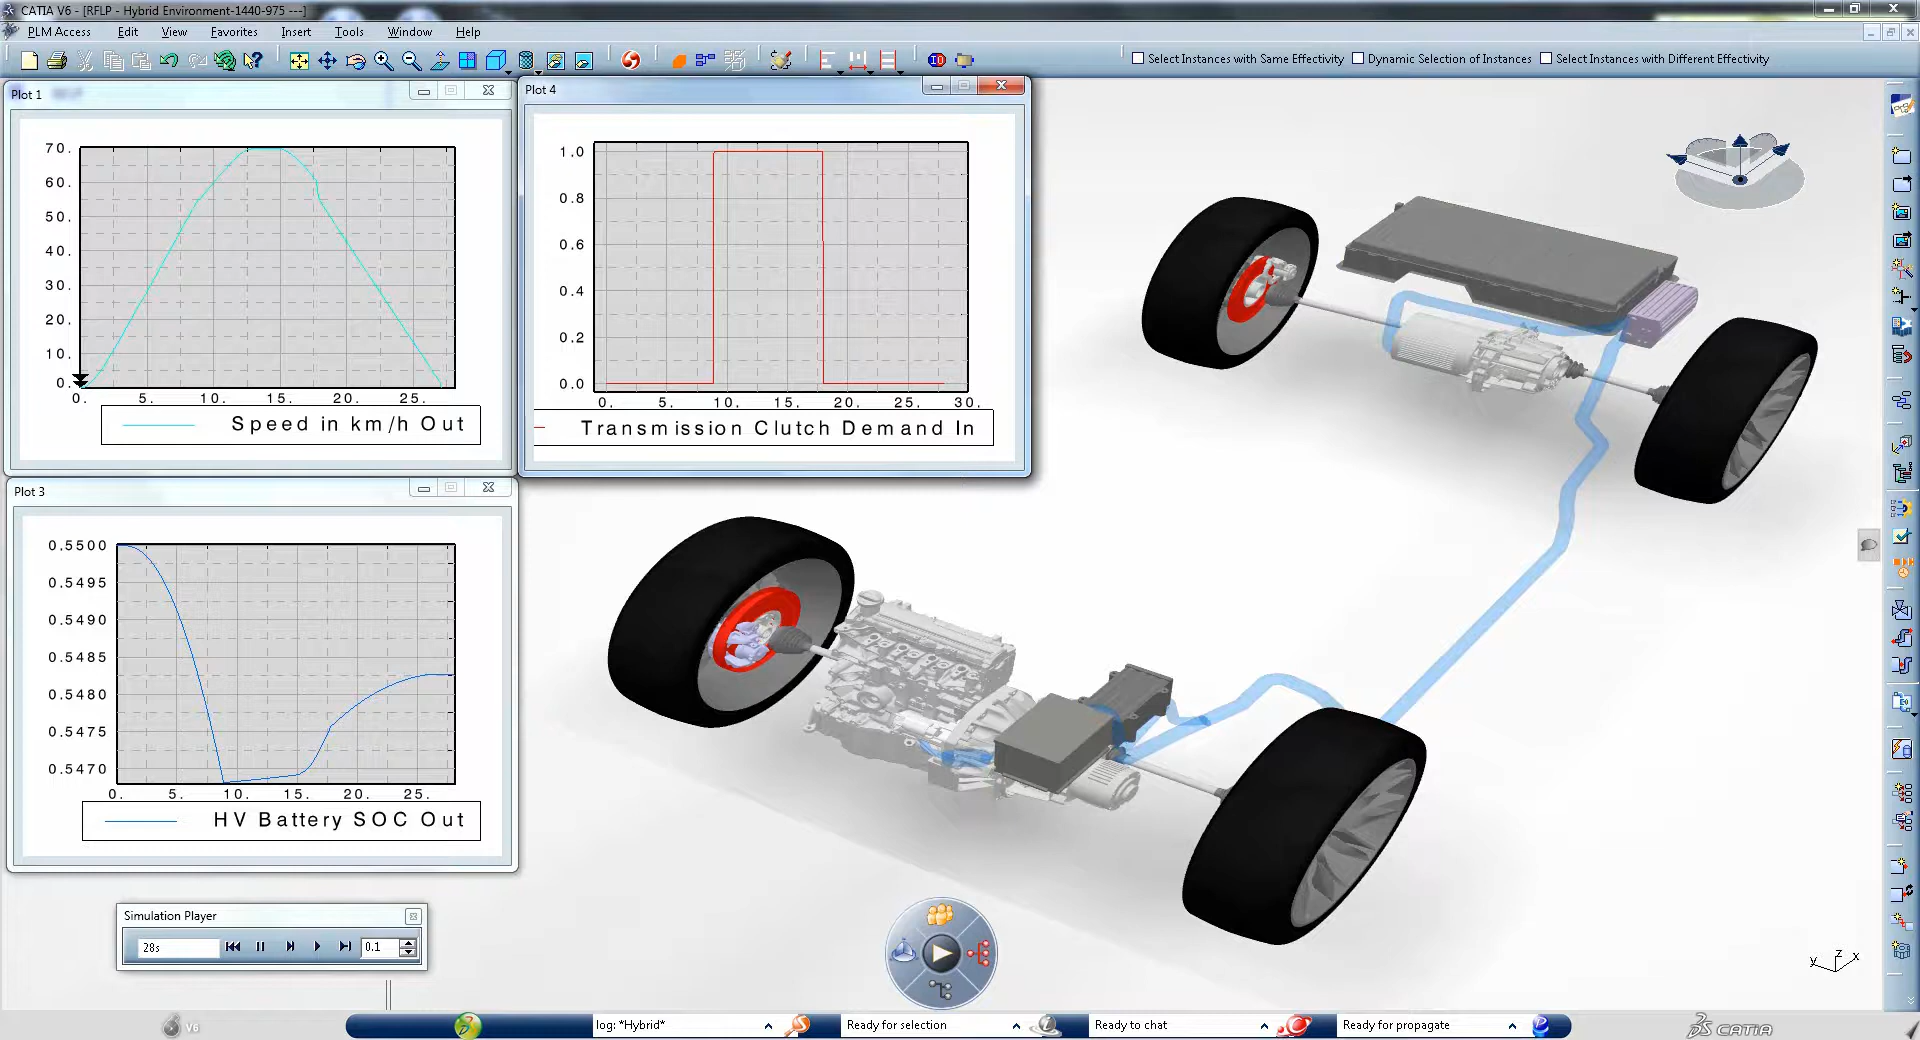 CATIA V6 - [RFLP - Hybrid Environment-1440-975 ---]
PLM Access Edit View Favorites Insert Tools Window Help
Select Instances with Same Effectivity Dynamic Selection of Instances Select Instances with Different Effectivity
Plot 1
70.
60.
50.
40.
30.
20.
10.
0.
0. 5. 10. 15. 20. 25.
Speed in km/h Out
Plot 4
1.0
0.8
0.6
0.4
0.2
0.0
0. 5. 10. 15. 20. 25. 30.
Transmission Clutch Demand In
Plot 3
0.5500
0.5495
0.5490
0.5485
0.5480
0.5475
0.5470
0. 5. 10. 15. 20. 25.
HV Battery SOC Out
Simulation Player
28s
0.1
y z x
V6
log: *Hybrid*
Ready for selection
Ready to chat
Ready for propagate
CATIA